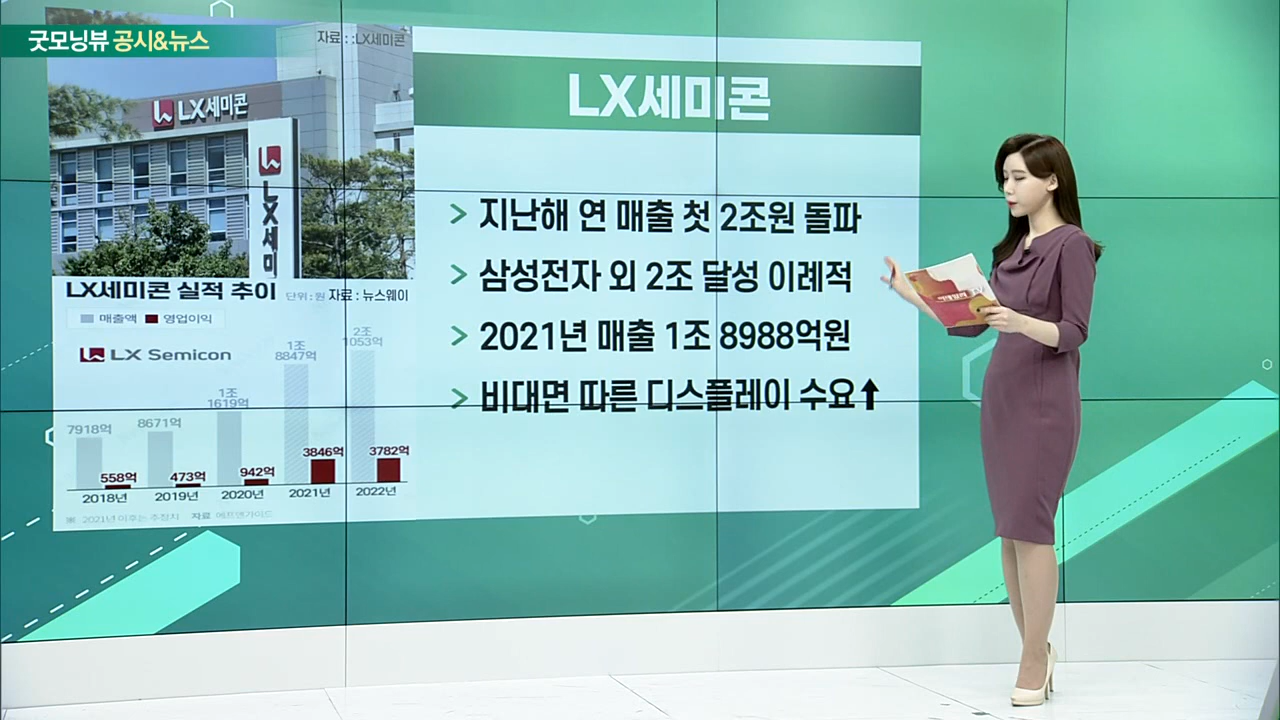 굿모닝뷰 공시&뉴스
자료 : :LX세미콘
LX세미콘
LX세미
LX세미콘 실적 추이
단위 : 원 자료 : 뉴스웨이
매출액 영업이익
LX Semicon
7918억
8671억
1조
1619억
1조
8847억
2조
1053억
558억
473억
942억
3846억
3782억
2018년
2019년
2020년
2021년
2022년
※ 2021년 이후는 추정치 자료 에프앤가이드
LX세미콘
> 지난해 연 매출 첫 2조원 돌파
> 삼성전자 외 2조 달성 이례적
> 2021년 매출 1조 8988억원
> 비대면 따른 디스플레이 수요↑